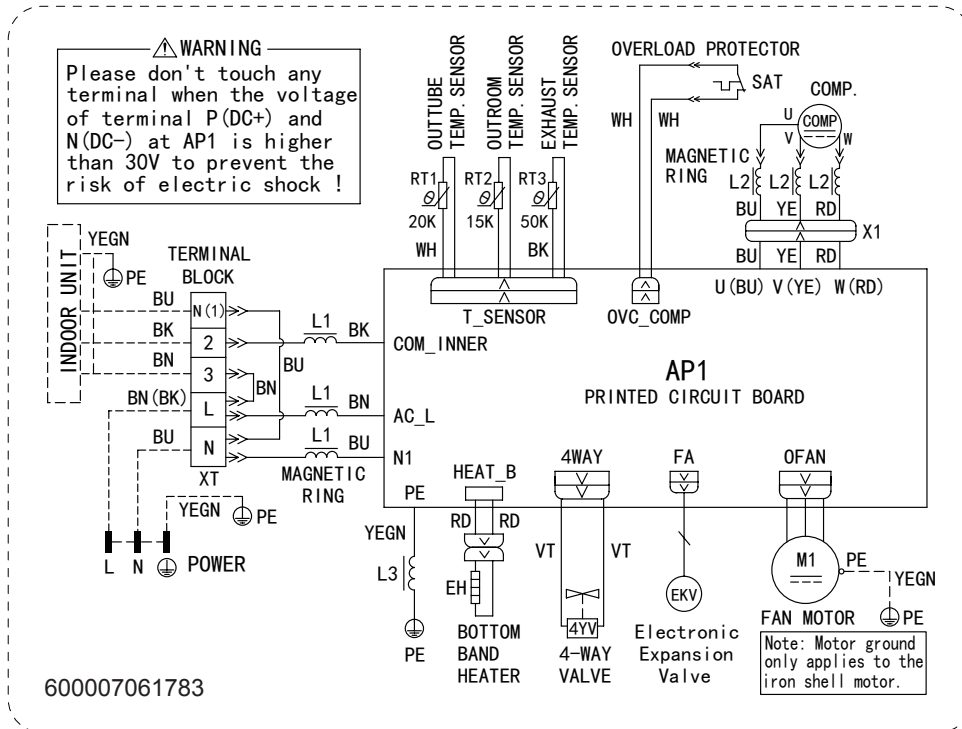 WARNING
Please don't touch any
terminal when the voltage
of terminal P(DC+) and
N(DC-) at AP1 is higher
than 30V to prevent the
risk of electric shock !
OUTTUBE
TEMP. SENSOR
OUTROOM
TEMP. SENSOR
EXHAUST
TEMP. SENSOR
RT1
θ
20K
RT2
θ
15K
RT3
θ
50K
WH
BK
OVERLOAD PROTECTOR
SAT
WH
WH
COMP.
COMP
U
V
W
MAGNETIC
RING
L2
L2
L2
BU
YE
RD
X1
BU
YE
RD
U(BU) V(YE) W(RD)
T_SENSOR
OVC_COMP
INDOOR UNIT
YEGN
PE
TERMINAL
BLOCK
BU
N(1)
BK
2
BN
3
BN(BK)
L
BU
N
XT
BU
BN
L1
BK
L1
BN
L1
BU
MAGNETIC
RING
COM_INNER
AC_L
N1
PE
AP1
PRINTED CIRCUIT BOARD
HEAT_B
4WAY
FA
OFAN
YEGN
PE
L N
POWER
YEGN
L3
PE
RD
RD
EH
BOTTOM
BAND
HEATER
VT
VT
4YV
4-WAY
VALVE
EKV
Electronic
Expansion
Valve
M1
PE
YEGN
PE
FAN MOTOR
Note: Motor ground
only applies to the
iron shell motor.
600007061783